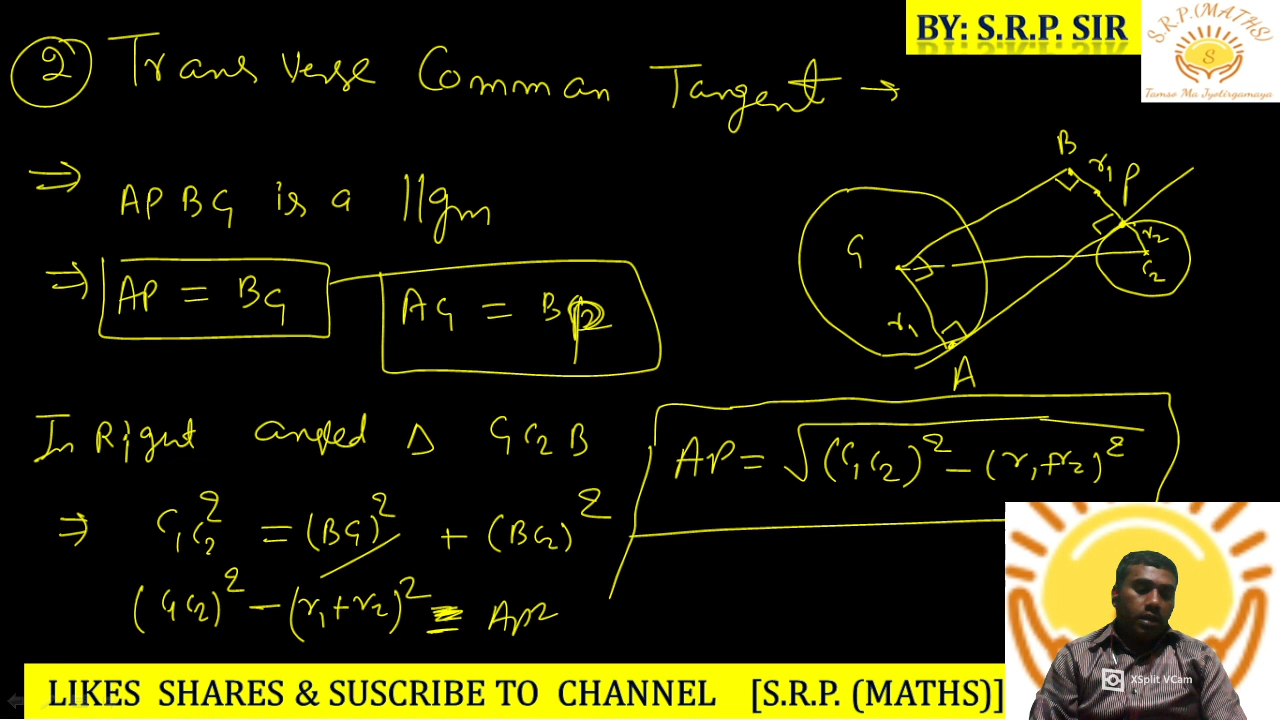 BY: S.R.P. SIR
S.R.P.(MATHS)
S
Tamso Ma Jyotirgamaya
2 Transverse Comman Tangent →
⇒ APBC₁ is a ||gm
⇒ AP = BC₁
AC₁ = BP
In Right angled Δ C₁C₂B
⇒ C₁C₂² = (BC₁)² + (BC₂)²
(C₁C₂)² – (r₁+r₂)² = AP²
AP = √(C₁C₂)² – (r₁+r₂)²
B
r₁
P
C₁
r₂
C₂
r₁
A
XSplit VCam
LIKES SHARES & SUSCRIBE TO CHANNEL [S.R.P. (MATHS)]